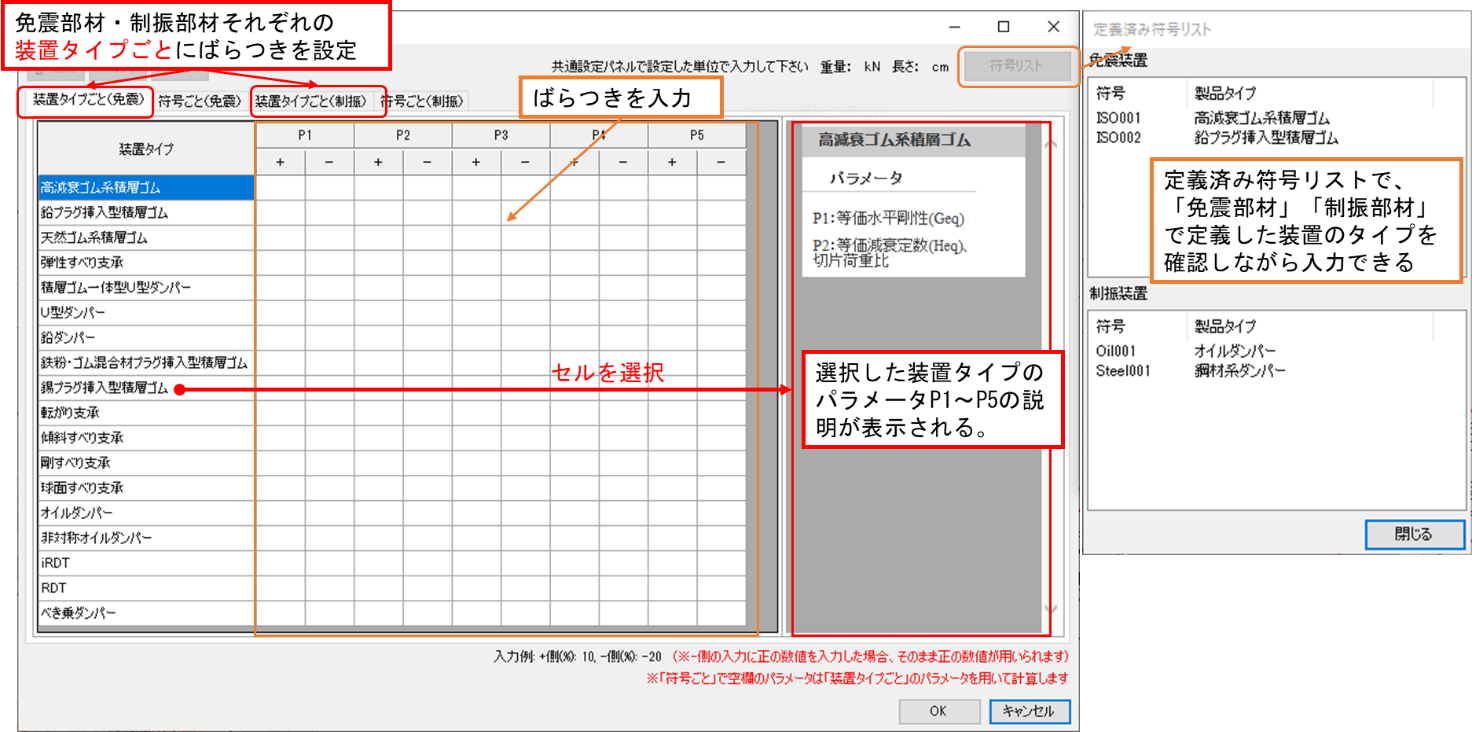 免震部材・制振部材それぞれの
装置タイプごとにばらつきを設定
共通設定パネルで設定した単位で入力して下さい 重量： kN 長さ： cm
符号リスト
装置タイプごと(免震)
符号ごと(免震)
装置タイプごと(制振)
符号ごと(制振)
ばらつきを入力
装置タイプ
P1 P2 P3 P4 P5
+ − + − + − + − + −
高減衰ゴム系積層ゴム
鉛プラグ挿入型積層ゴム
天然ゴム系積層ゴム
弾性すべり支承
積層ゴム一体型U型ダンパー
U型ダンパー
鉛ダンパー
鉄粉・ゴム混合材プラグ挿入型積層ゴム
錫プラグ挿入型積層ゴム
転がり支承
傾斜すべり支承
剛すべり支承
球面すべり支承
オイルダンパー
非対称オイルダンパー
iRDT
RDT
べき乗ダンパー
セルを選択
高減衰ゴム系積層ゴム
パラメータ
P1:等価水平剛性(Geq)
P2:等価減衰定数(Heq)、
切片荷重比
選択した装置タイプの
パラメータP1～P5の説
明が表示される。
入力例: +側(%): 10, −側(%): −20 (※−側の入力に正の数値を入力した場合、そのまま正の数値が用いられます)
※「符号ごと」で空欄のパラメータは「装置タイプごと」のパラメータを用いて計算します
OK
キャンセル
定義済み符号リスト
免震装置
符号 製品タイプ
ISO001 高減衰ゴム系積層ゴム
ISO002 鉛プラグ挿入型積層ゴム
定義済み符号リストで、
「免震部材」「制振部材」
で定義した装置のタイプを
確認しながら入力できる
制振装置
符号 製品タイプ
Oil001 オイルダンパー
Steel001 鋼材系ダンパー
閉じる